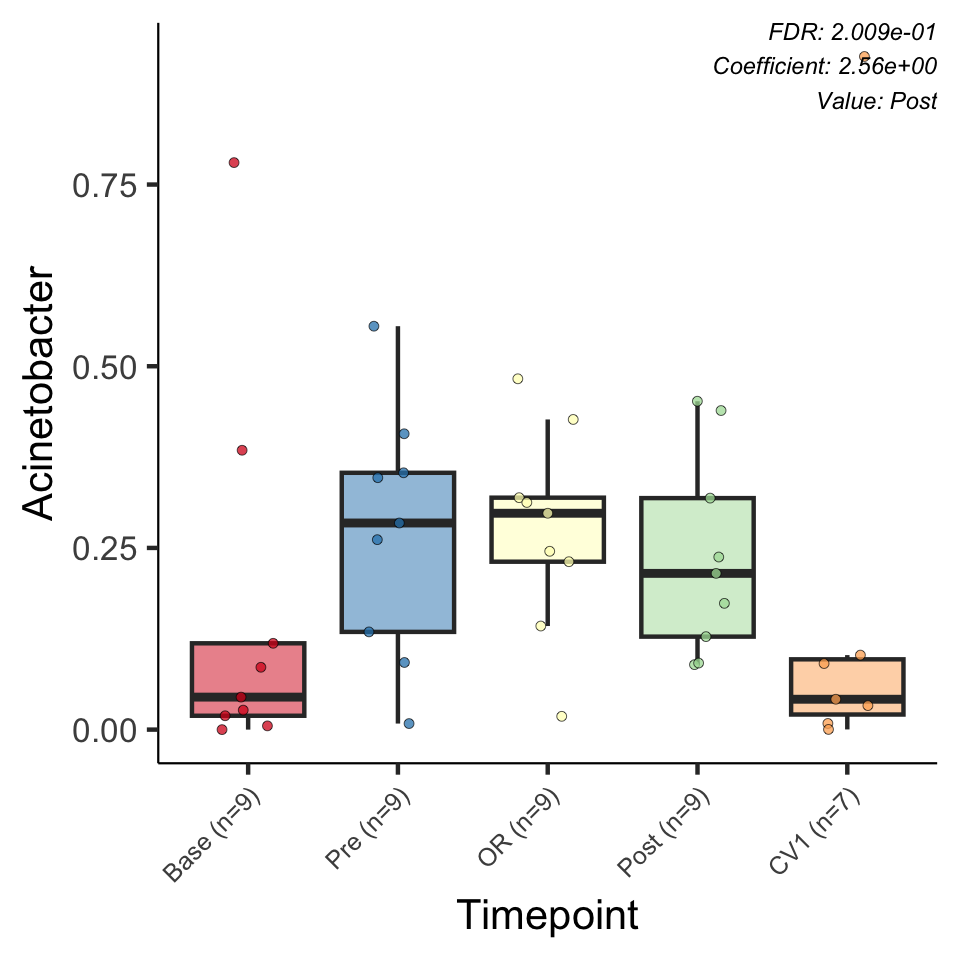 FDR: 2.009e-01
Coefficient: 2.56e+00
Value: Post
Acinetobacter
0.75
0.50
0.25
0.00
Base (n=9)
Pre (n=9)
OR (n=9)
Post (n=9)
CV1 (n=7)
Timepoint